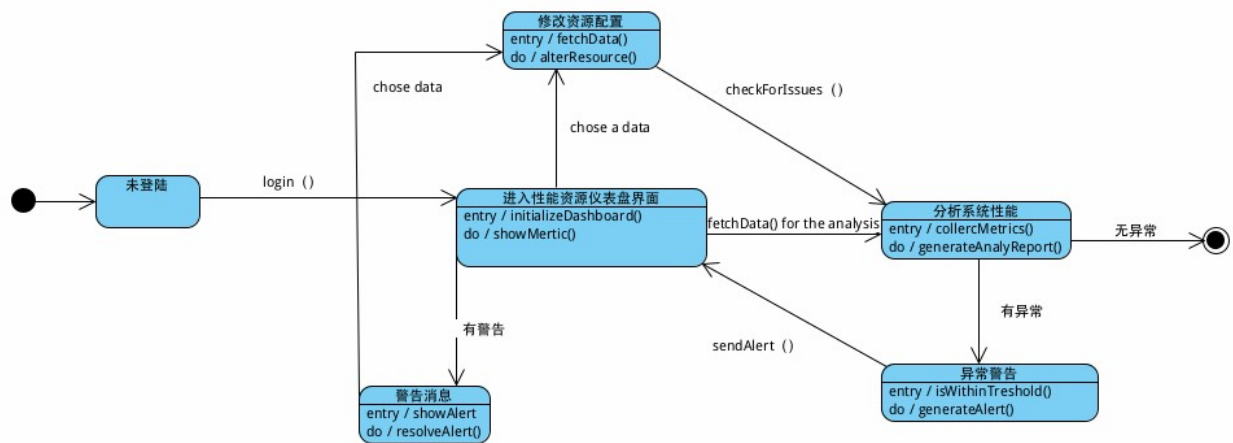 修改资源配置
entry / fetchData()
do / alterResource()
chose data
checkForIssues （）
chose a data
未登陆
login （）
进入性能资源仪表盘界面
entry / initializeDashboard()
do / showMertic()
fetchData() for the analysis
分析系统性能
entry / collercMetrics()
do / generateAnalyReport()
无异常
有警告
有异常
sendAlert （）
异常警告
entry / isWithinTreshold()
do / generateAlert()
警告消息
entry / showAlert
do / resolveAlert()